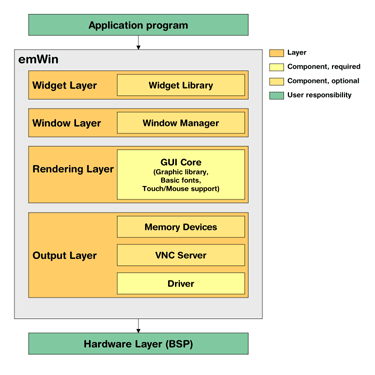 Application program
emWin
Layer
Component, required
Component, optional
User responsibility
Widget Layer
Widget Library
Window Layer
Window Manager
Rendering Layer
GUI Core
(Graphic library,
Basic fonts,
Touch/Mouse support)
Output Layer
Memory Devices
VNC Server
Driver
Hardware Layer (BSP)